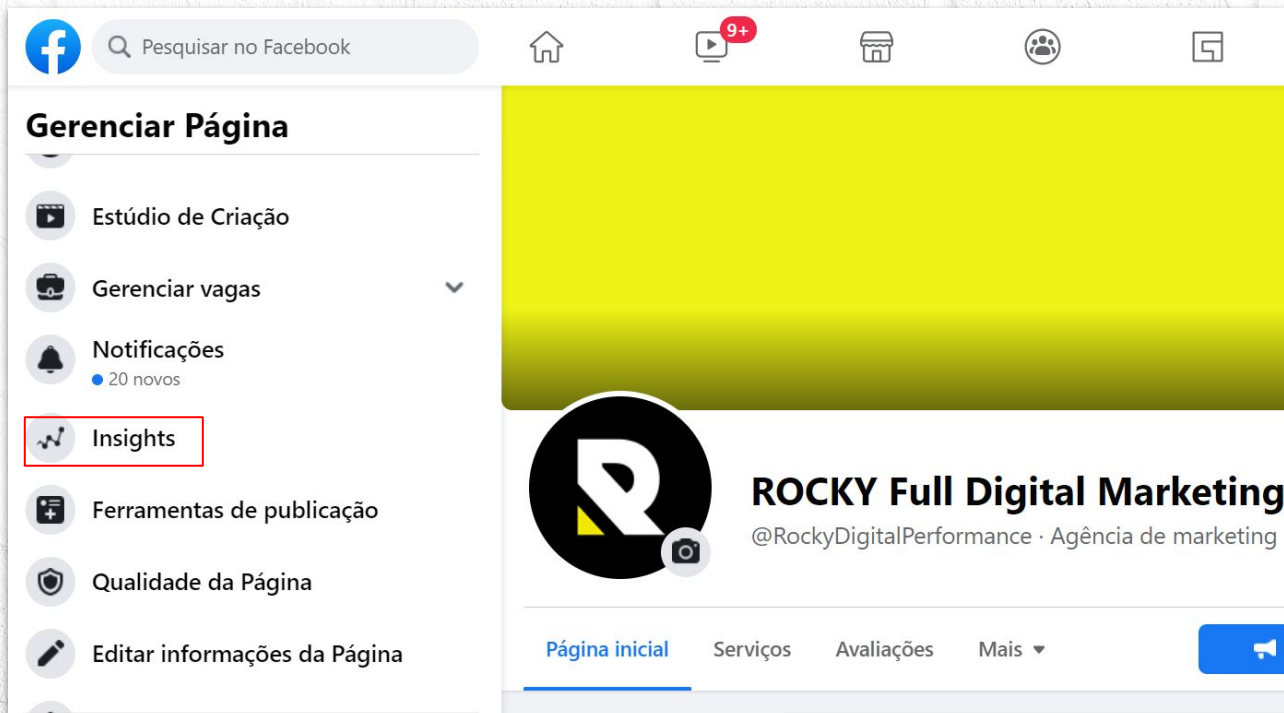 Pesquisar no Facebook
9+
Gerenciar Página
Estúdio de Criação
Gerenciar vagas
Notificações
20 novos
Insights
Ferramentas de publicação
Qualidade da Página
Editar informações da Página
ROCKY Full Digital Marketing
@RockyDigitalPerformance · Agência de marketing
Página inicial Serviços Avaliações Mais